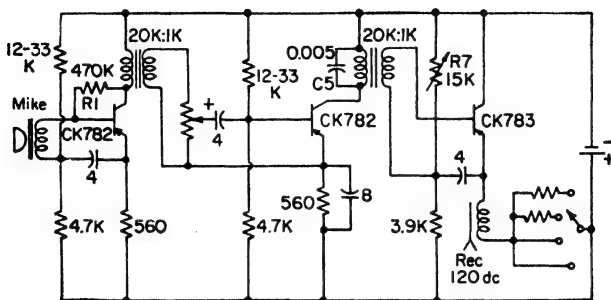 12-33
K
20K:1K
470K
R1
Mike
CK782
4
4.7K
560
+
4
12-33
K
0.005
C5
20K:1K
CK782
560
8
4.7K
R7
15K
CK783
4
3.9K
Rec
120 dc
-
+